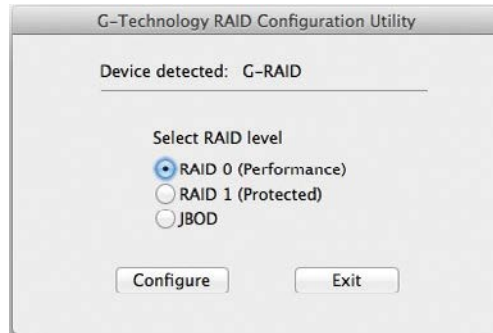 G-Technology RAID Configuration Utility
Device detected: G-RAID
Select RAID level
RAID 0 (Performance)
RAID 1 (Protected)
JBOD
Configure Exit